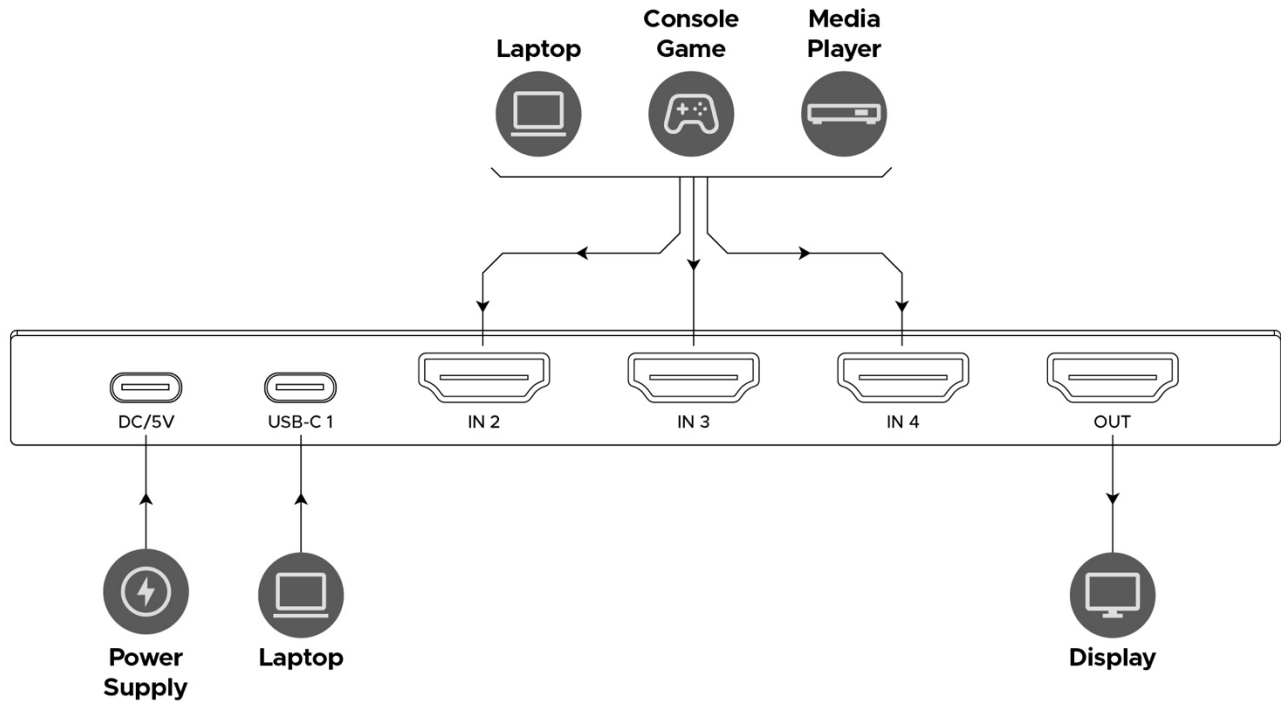 Laptop
Console
Game
Media
Player
DC/5V
USB-C 1
IN 2
IN 3
IN 4
OUT
Power
Supply
Laptop
Display